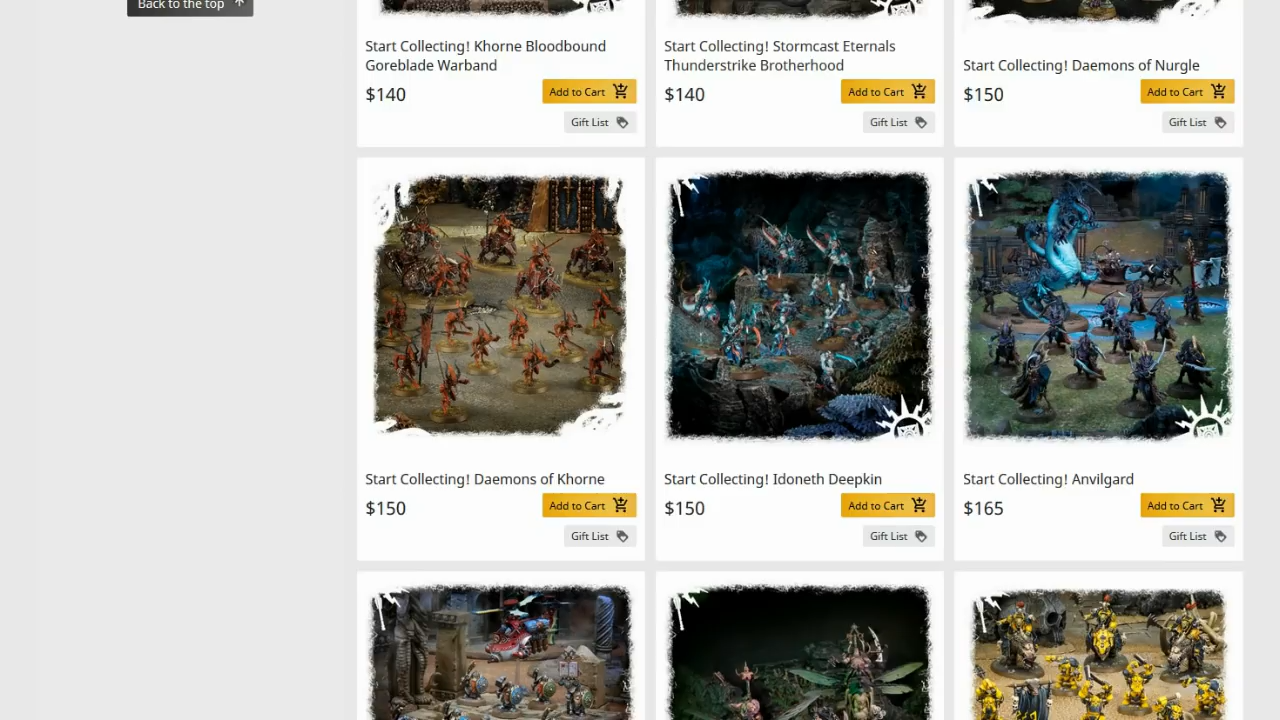 Back to the top
Start Collecting! Khorne Bloodbound
Goreblade Warband
$140
Add to Cart
Gift List
Start Collecting! Stormcast Eternals
Thunderstrike Brotherhood
$140
Add to Cart
Gift List
Start Collecting! Daemons of Nurgle
$150
Add to Cart
Gift List
Start Collecting! Daemons of Khorne
$150
Add to Cart
Gift List
Start Collecting! Idoneth Deepkin
$150
Add to Cart
Gift List
Start Collecting! Anvilgard
$165
Add to Cart
Gift List